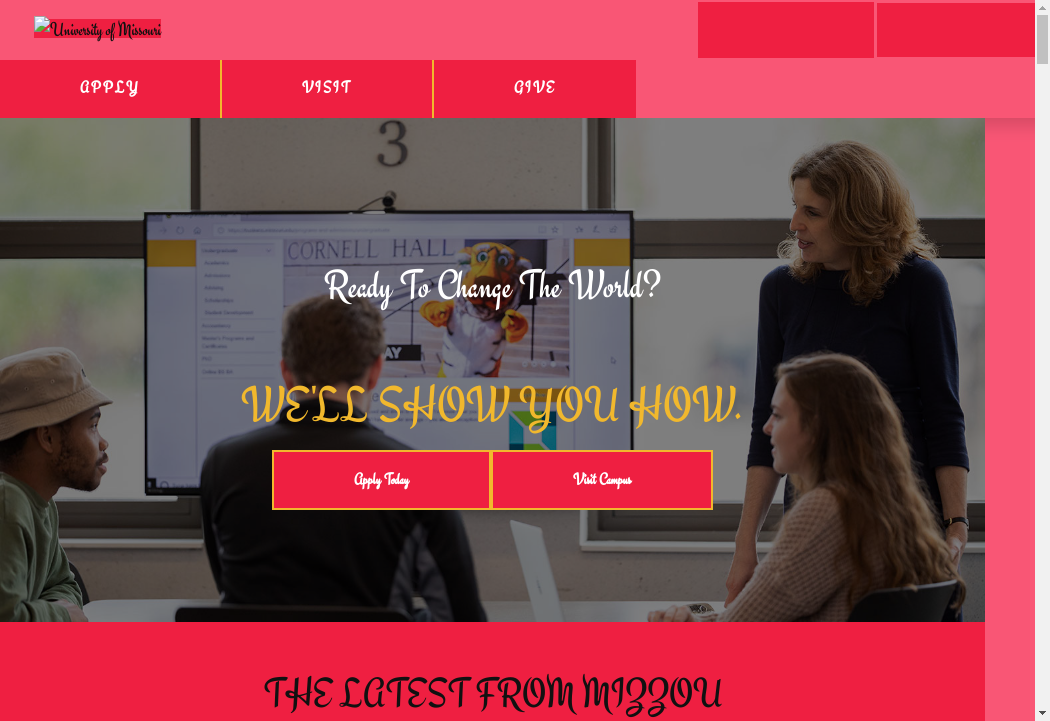 University of Missouri
APPLY
VISIT
GIVE
3
CORNELL HALL
Ready To Change The World?
AY
WE'LL SHOW YOU HOW.
Apply Today
Visit Campus
THE LATEST FROM MIZZOU